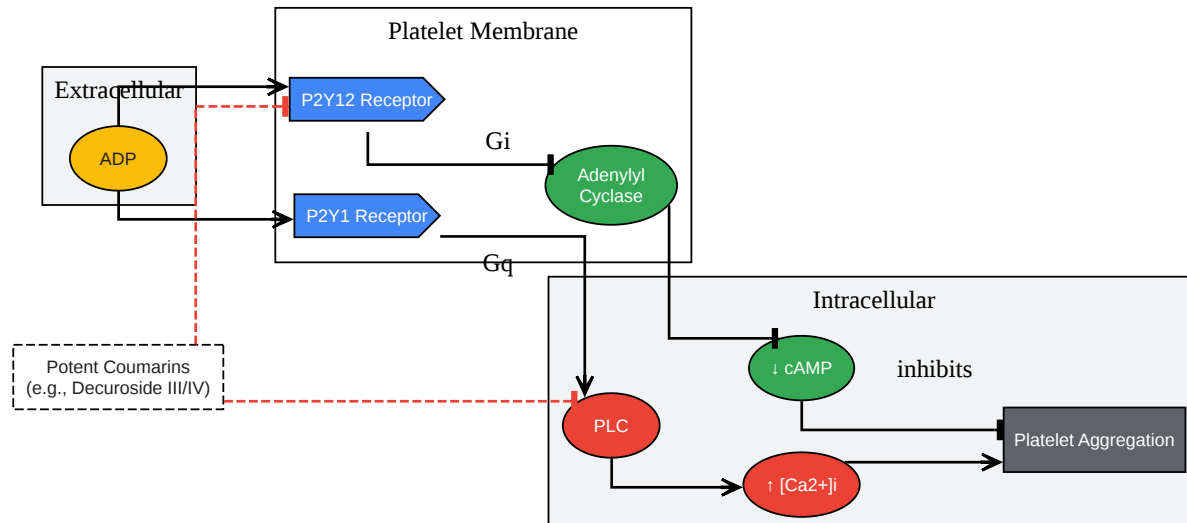 Platelet Membrane
Extracellular
P2Y12 Receptor
ADP
Gi
Adenylyl
Cyclase
P2Y1 Receptor
Gq
Intracellular
Potent Coumarins
(e.g., Decuroside III/IV)
↓ cAMP
inhibits
PLC
Platelet Aggregation
↑ [Ca2+]i